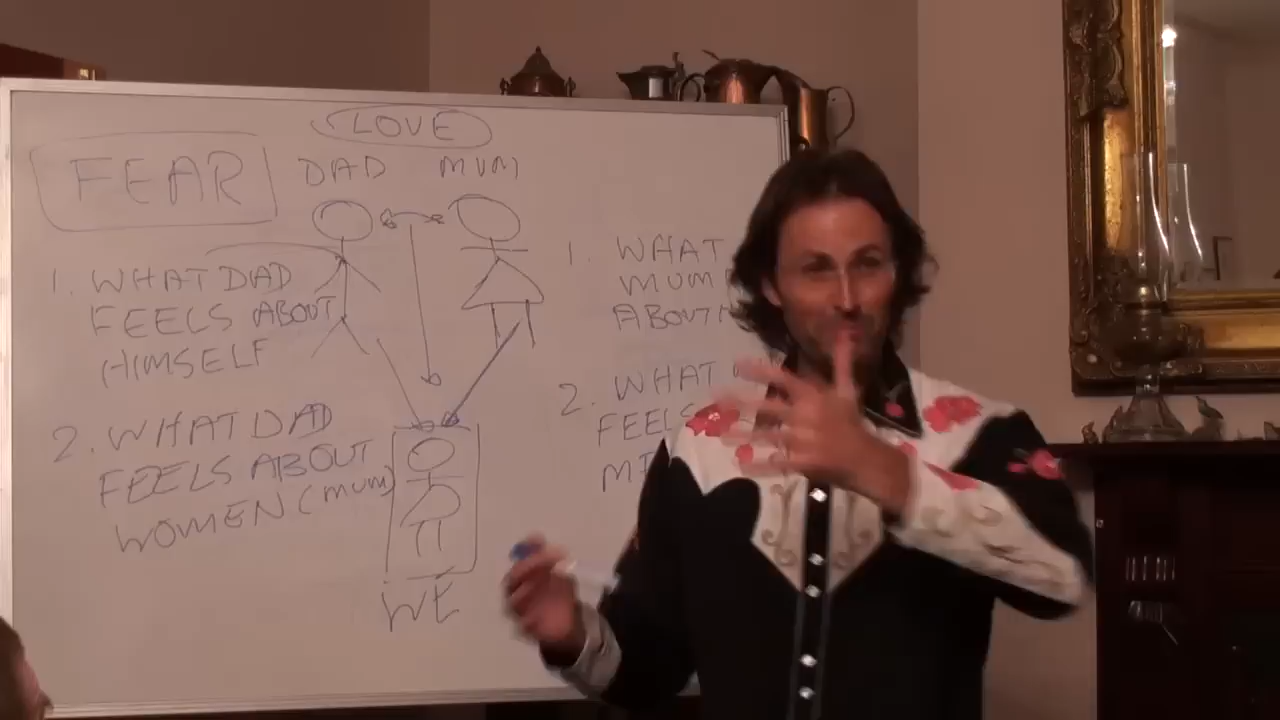 LOVE
FEAR
DAD MUM
1. WHAT DAD
FEELS ABOUT
HIMSELF
2. WHAT DAD
FEELS ABOUT
WOMEN (MUM)
1. WHAT
MUM
ABOUT
2. WHAT
FEELS
WE